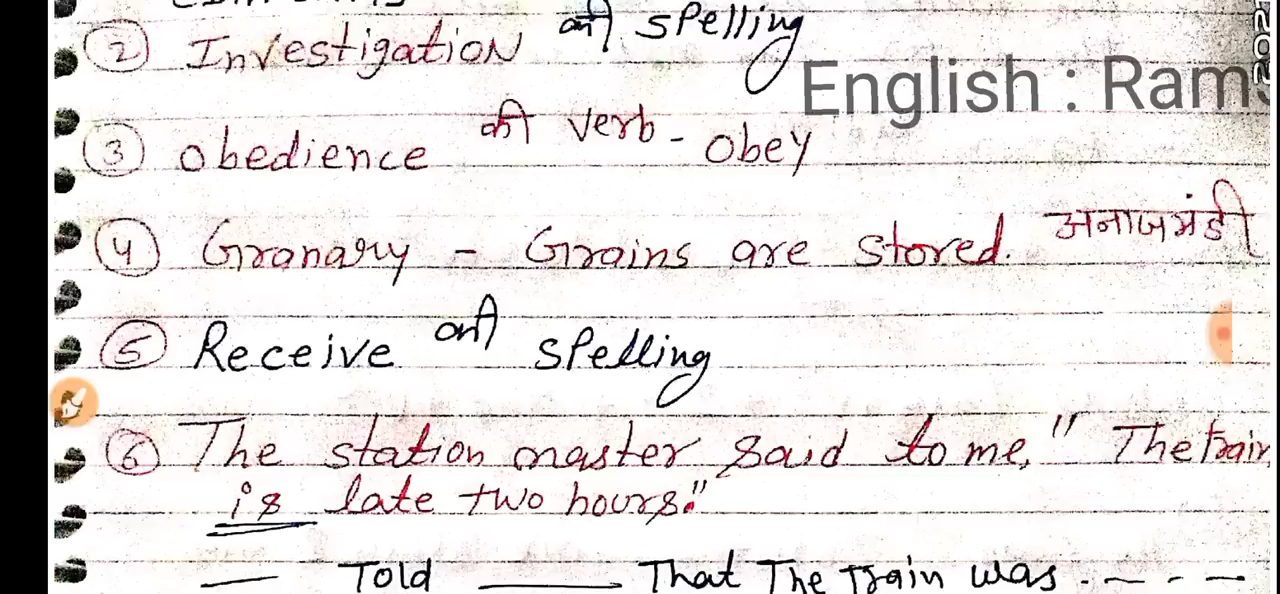 ② Investigation की spelling
English : Ram
③ obedience की verb - obey
④ Granary - Grains are stored. अनाजमंडी
⑤ Receive की spelling
⑥ The station master said to me, " The train
is late two hours."
— Told —— That The Train was - - - -